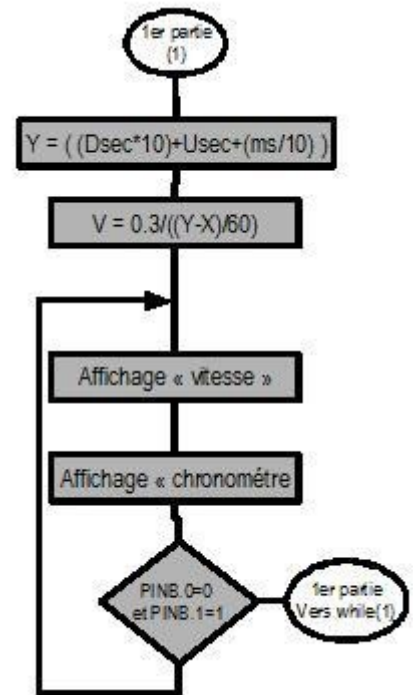 1er partie
(1)
Y = ( (Dsec*10)+Usec+(ms/10) )
V = 0.3/((Y-X)/60)
Affichage « vitesse »
Affichage « chronométre
PINB.0=0
et PINB.1=1
1er partie
Vers while(1)